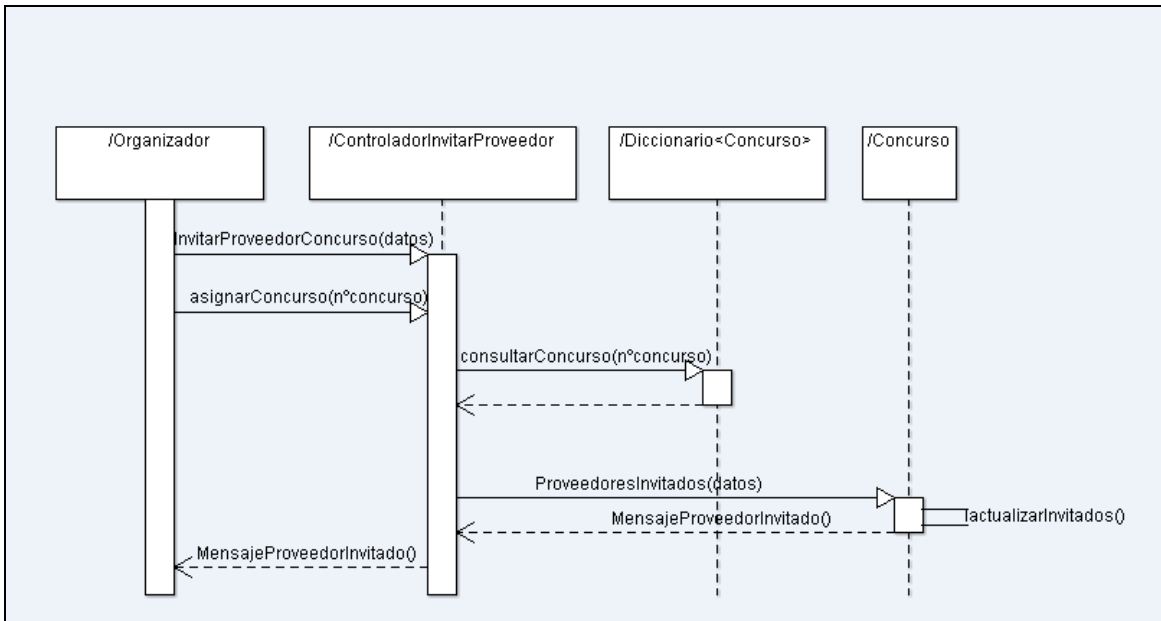 /Organizador
/ControladorInvitarProveedor
/Diccionario<Concurso>
/Concurso
InvitarProveedorConcurso(datos)
asignarConcurso(nºconcurso)
consultarConcurso(nºconcurso)
ProveedoresInvitados(datos)
actualizarInvitados()
MensajeProveedorInvitado()
MensajeProveedorInvitado()